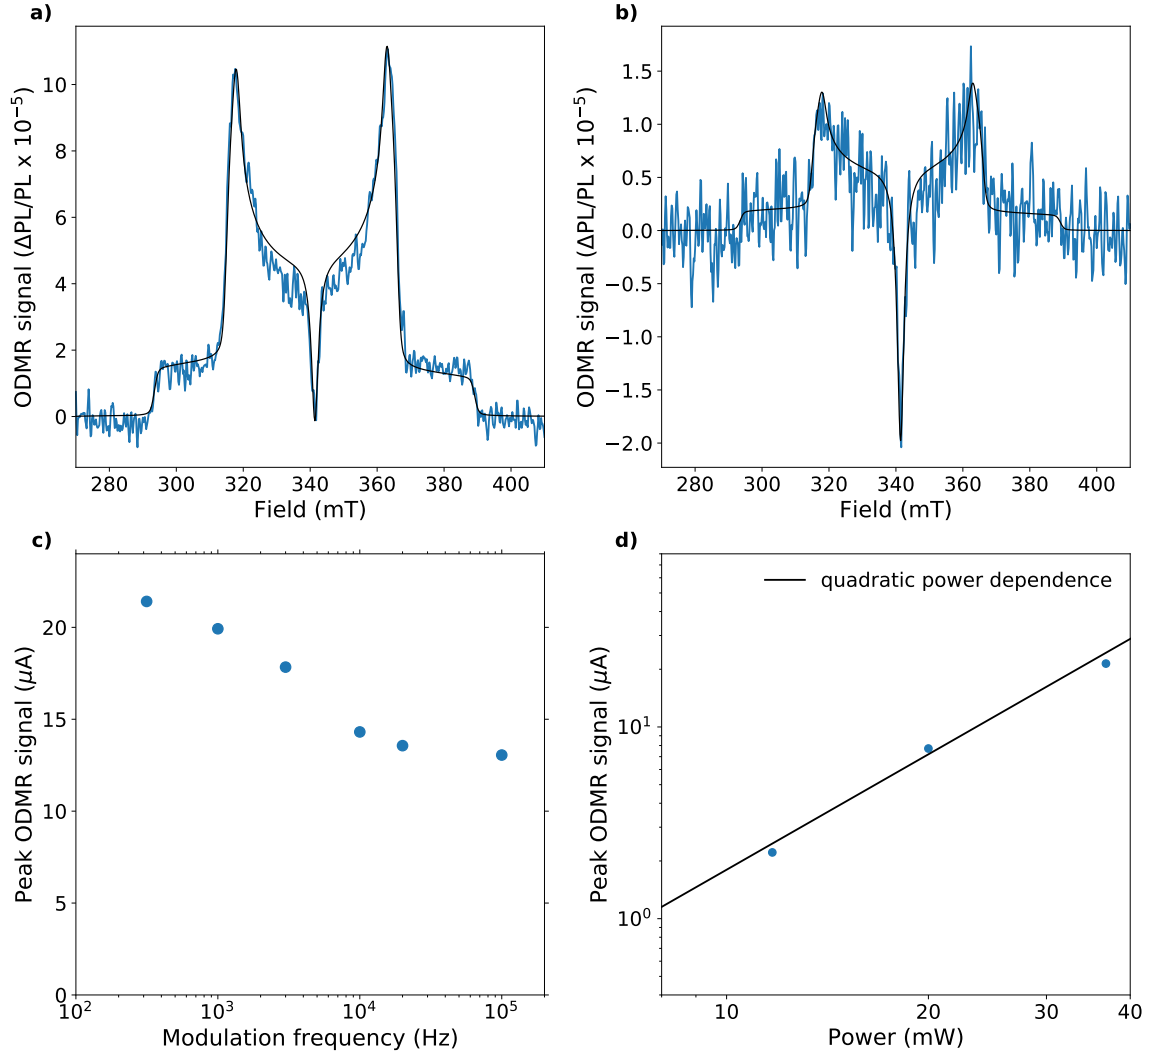 a)
ODMR signal (ΔPL/PL x 10⁻⁵)
10
8
6
4
2
0
280 300 320 340 360 380 400
Field (mT)
b)
ODMR signal (ΔPL/PL x 10⁻⁵)
1.5
1.0
0.5
0.0
−0.5
−1.0
−1.5
−2.0
280 300 320 340 360 380 400
Field (mT)
c)
Peak ODMR signal (μA)
20
15
10
5
0
10² 10³ 10⁴ 10⁵
Modulation frequency (Hz)
d)
quadratic power dependence
Peak ODMR signal (μA)
10¹
10⁰
10 20 30 40
Power (mW)